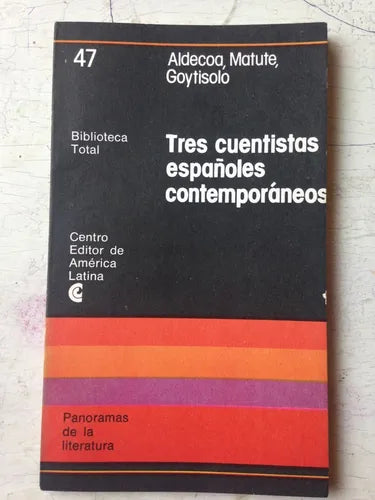 47
Aldecoa, Matute,
Goytisolo
Biblioteca
Total
Tres cuentistas
españoles
contemporáneos
Centro
Editor de
América
Latina
Panoramas
de la
literatura